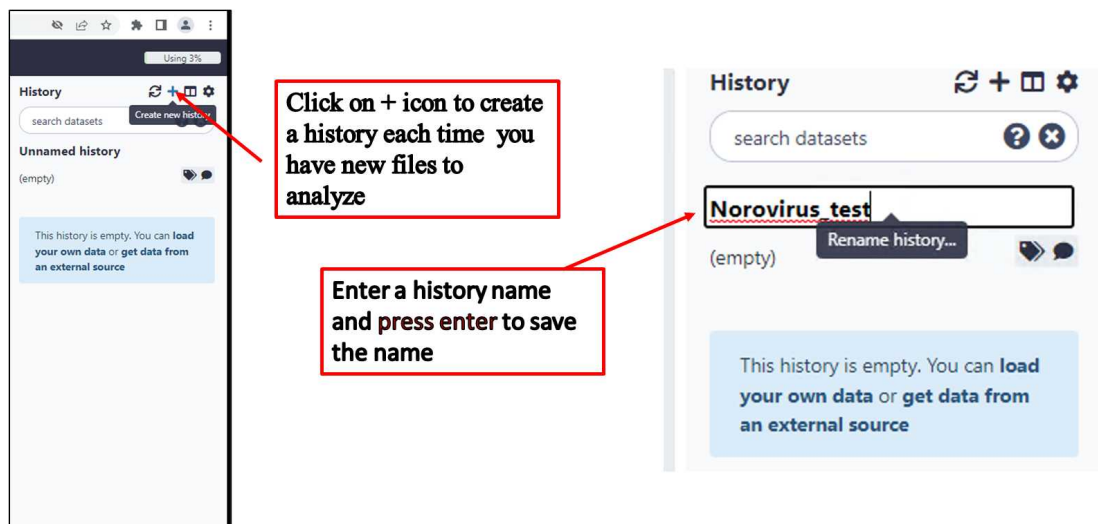 Using 3%
History
search datasets
Create new history
Unnamed history
(empty)
This history is empty. You can load
your own data or get data from
an external source
Click on + icon to create
a history each time you
have new files to
analyze
Enter a history name
and press enter to save
the name
History
search datasets
Norovirus_test
Rename history...
(empty)
This history is empty. You can load
your own data or get data from
an external source